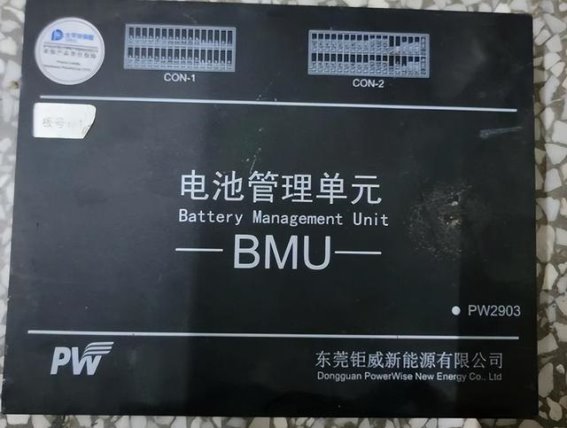 CON-1
CON-2
电池管理单元
Battery Management Unit
BMU
PW2903
PW
东莞钜威新能源有限公司
Dongguan PowerWise New Energy Co., Ltd